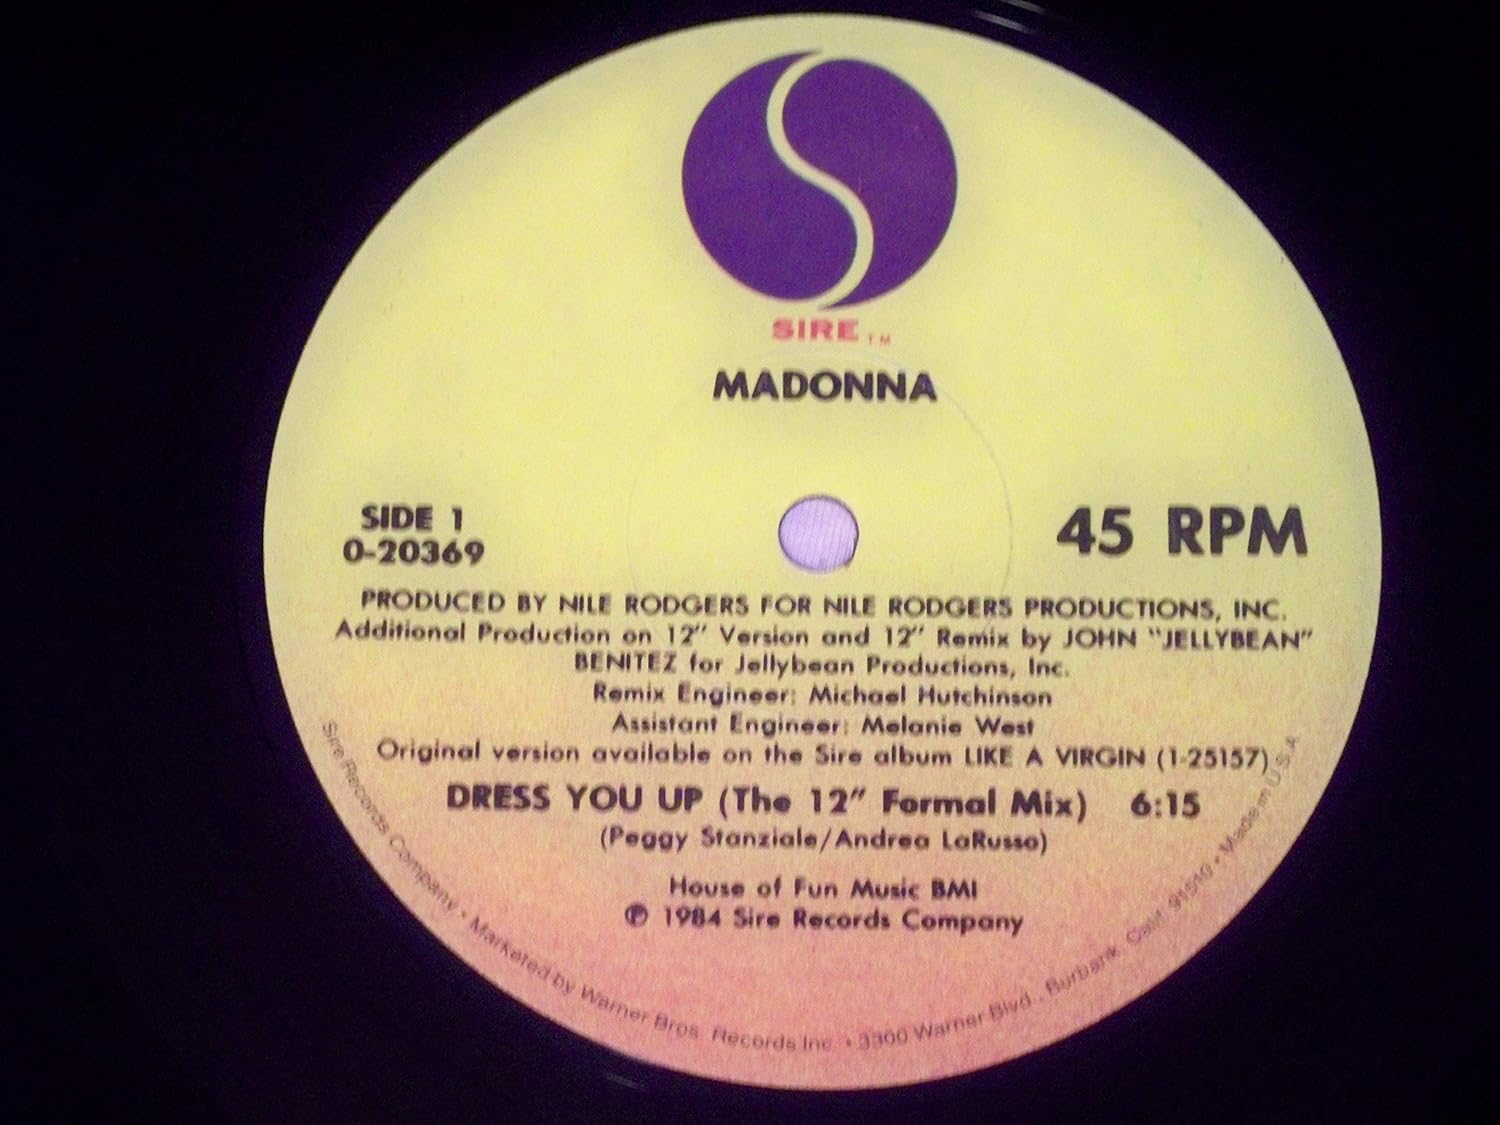 SIRE TM
MADONNA
SIDE 1
0-20369
45 RPM
PRODUCED BY NILE RODGERS FOR NILE RODGERS PRODUCTIONS, INC.
Additional Production on 12" Version and 12" Remix by JOHN "JELLYBEAN"
BENITEZ for Jellybean Productions, Inc.
Remix Engineer: Michael Hutchinson
Assistant Engineer: Melanie West
Original version available on the Sire album LIKE A VIRGIN (1-25157)
DRESS YOU UP (The 12" Formal Mix) 6:15
(Peggy Stanziale/Andrea LaRusso)
House of Fun Music BMI
℗ 1984 Sire Records Company
Sire Records Company • Marketed by Warner Bros. Records Inc. • 3300 Warner Blvd., Burbank, Calif. 91510 • Made in U.S.A.